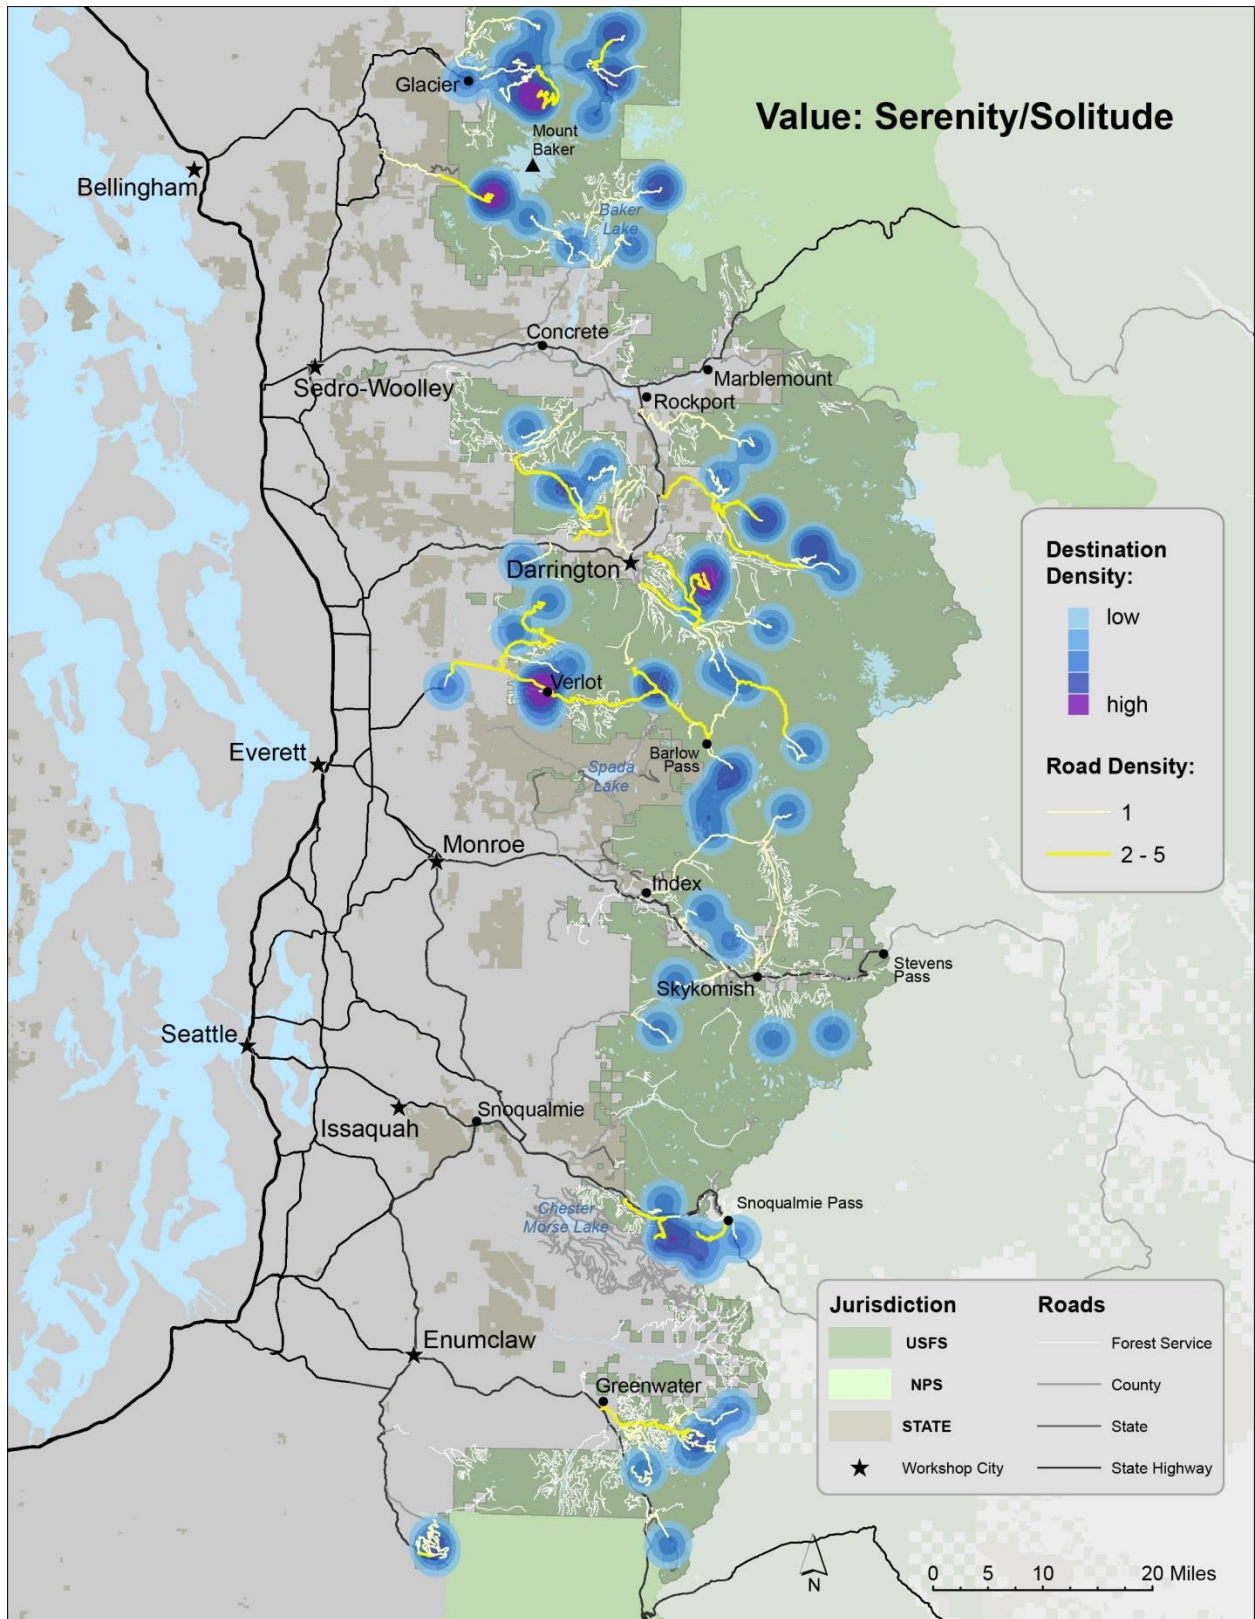 Value: Serenity/Solitude
Glacier
Mount
Baker
Bellingham
Baker
Lake
Concrete
Sedro-Woolley
Marblemount
Rockport
Darrington
Verlot
Barlow
Pass
Everett
Spada
Lake
Monroe
Index
Stevens
Pass
Skykomish
Seattle
Issaquah
Snoqualmie
Chester
Morse Lake
Snoqualmie Pass
Enumclaw
Greenwater
Destination
Density:
low
high
Road Density:
1
2 - 5
Jurisdiction
USFS
NPS
STATE
Workshop City
Roads
Forest Service
County
State
State Highway
N
0 5 10 20 Miles